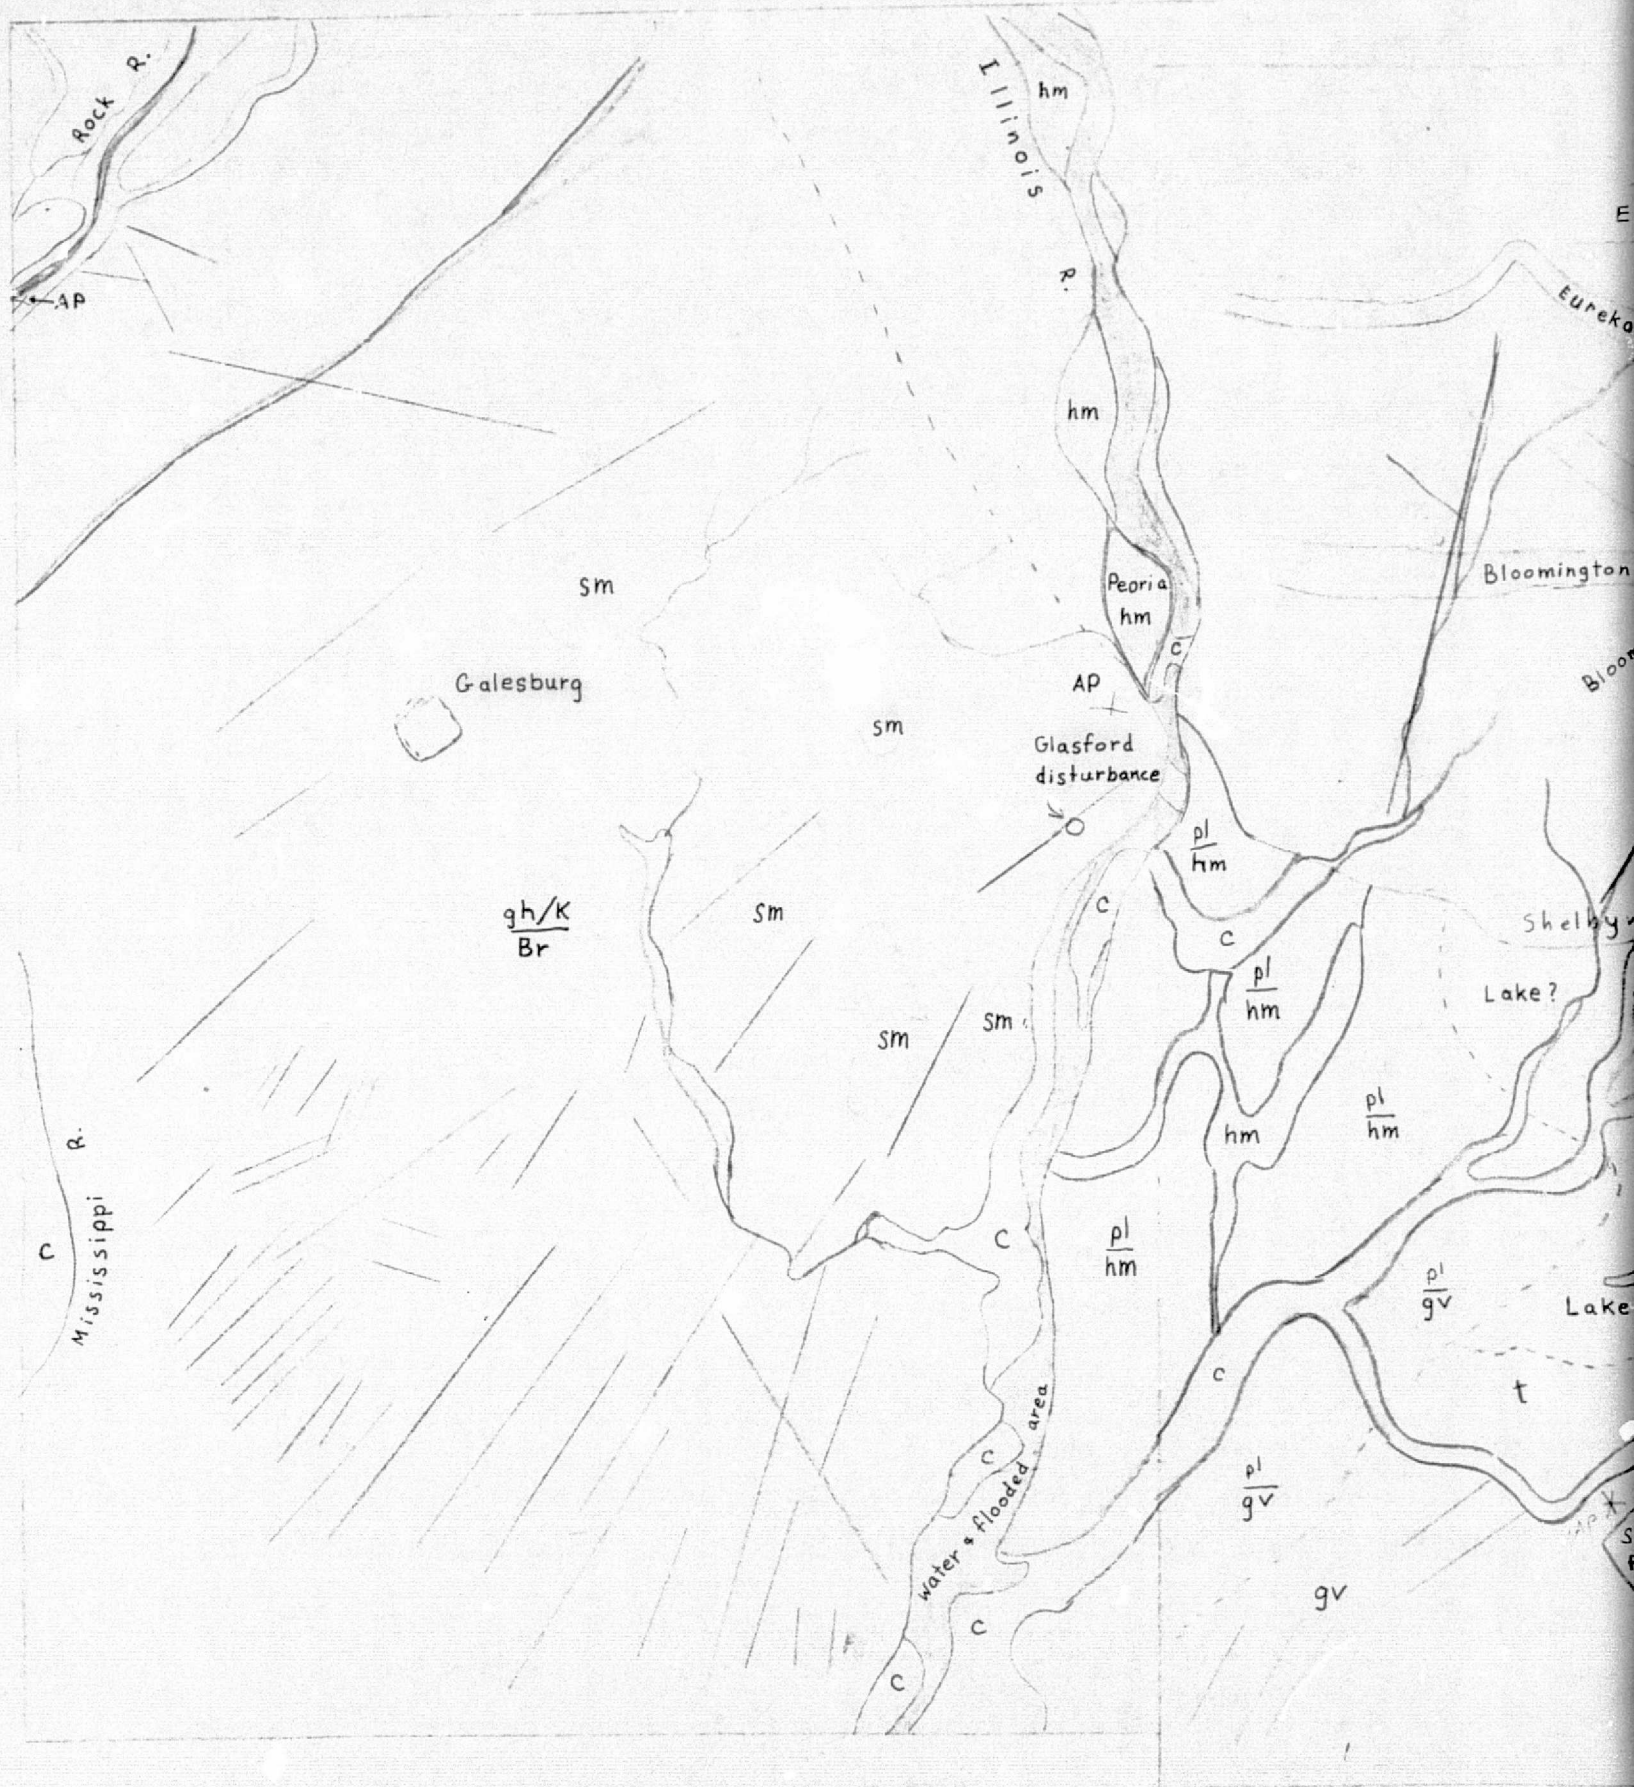 Rock R.
Illinois R.
hm
E
AP
Eureka
hm
Bloomington
sm
Peoria
hm
c
Bloom
Galesburg
AP
sm
Glasford
disturbance
pl
hm
gh/K
Br
sm
c
c
Shelbyv
pl
hm
Lake?
sm
sm
pl
hm
hm
Mississippi R.
C
C
pl
hm
pl
gv
Lake
c
t
water & flooded area
c
pl
gv
AP
S
gv
C
C